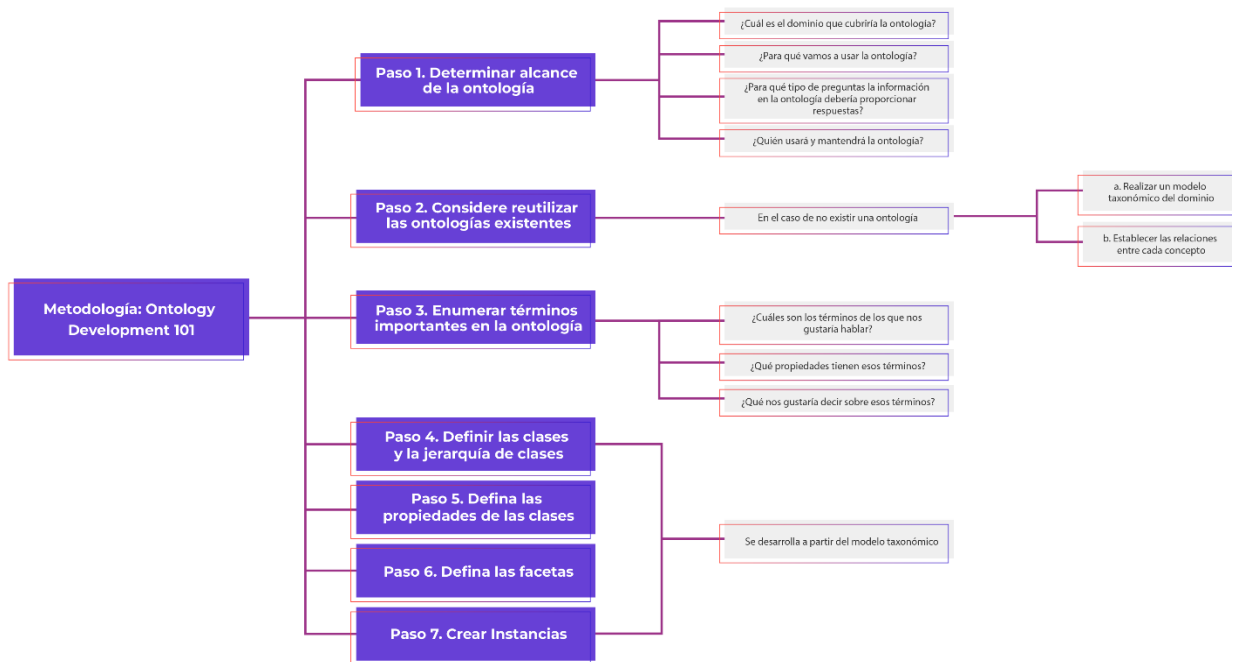 Metodología: Ontology
Development 101
Paso 1. Determinar alcance
de la ontología
¿Cuál es el dominio que cubriría la ontología?
¿Para qué vamos a usar la ontología?
¿Para qué tipo de preguntas la información
en la ontología debería proporcionar
respuestas?
¿Quién usará y mantendrá la ontología?
Paso 2. Considere reutilizar
las ontologías existentes
En el caso de no existir una ontología
a. Realizar un modelo
taxonómico del dominio
b. Establecer las relaciones
entre cada concepto
Paso 3. Enumerar términos
importantes en la ontología
¿Cuáles son los términos de los que nos
gustaría hablar?
¿Qué propiedades tienen esos términos?
¿Qué nos gustaría decir sobre esos términos?
Paso 4. Definir las clases
y la jerarquía de clases
Paso 5. Defina las
propiedades de las clases
Paso 6. Defina las facetas
Paso 7. Crear Instancias
Se desarrolla a partir del modelo taxonómico